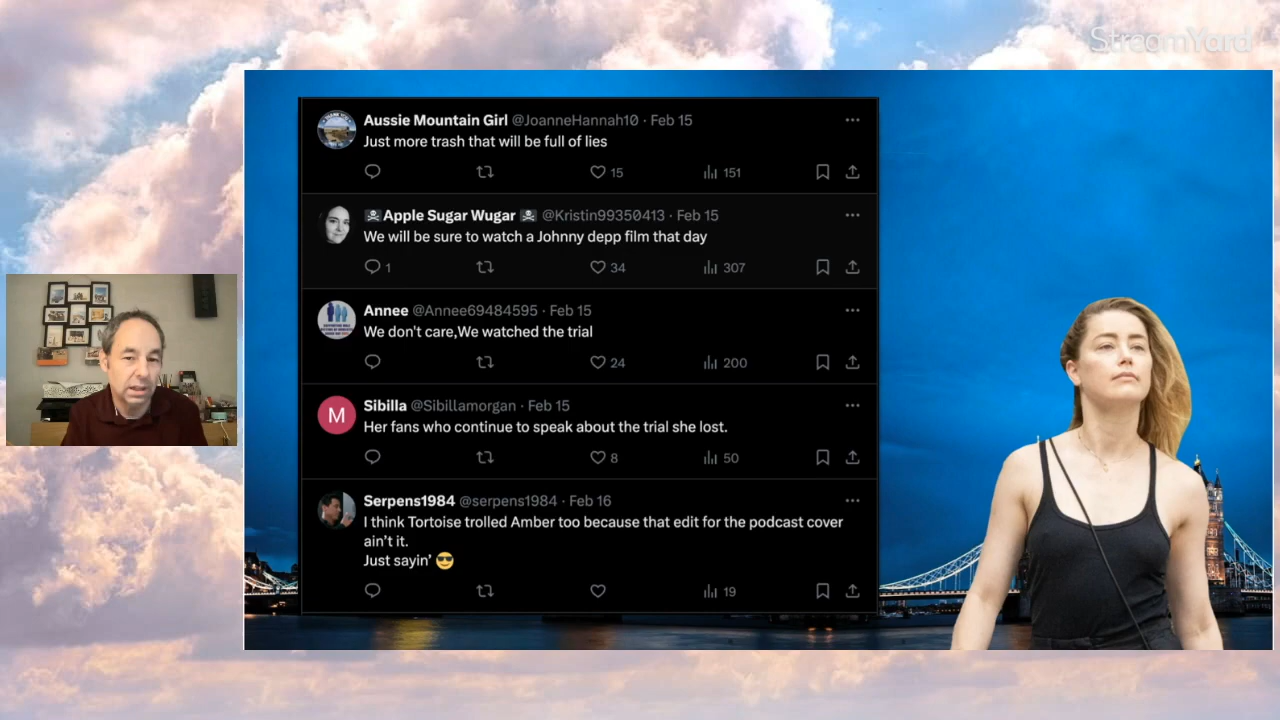 StreamYard
Aussie Mountain Girl @JoanneHannah10 · Feb 15
Just more trash that will be full of lies
15 151
☠️Apple Sugar Wugar ☠️ @Kristin99350413 · Feb 15
We will be sure to watch a Johnny depp film that day
1 34 307
Annee @Annee69484595 · Feb 15
We don't care,We watched the trial
24 200
M
Sibilla @Sibillamorgan · Feb 15
Her fans who continue to speak about the trial she lost.
8 50
Serpens1984 @serpens1984 · Feb 16
I think Tortoise trolled Amber too because that edit for the podcast cover
ain't it.
Just sayin' 😎
19